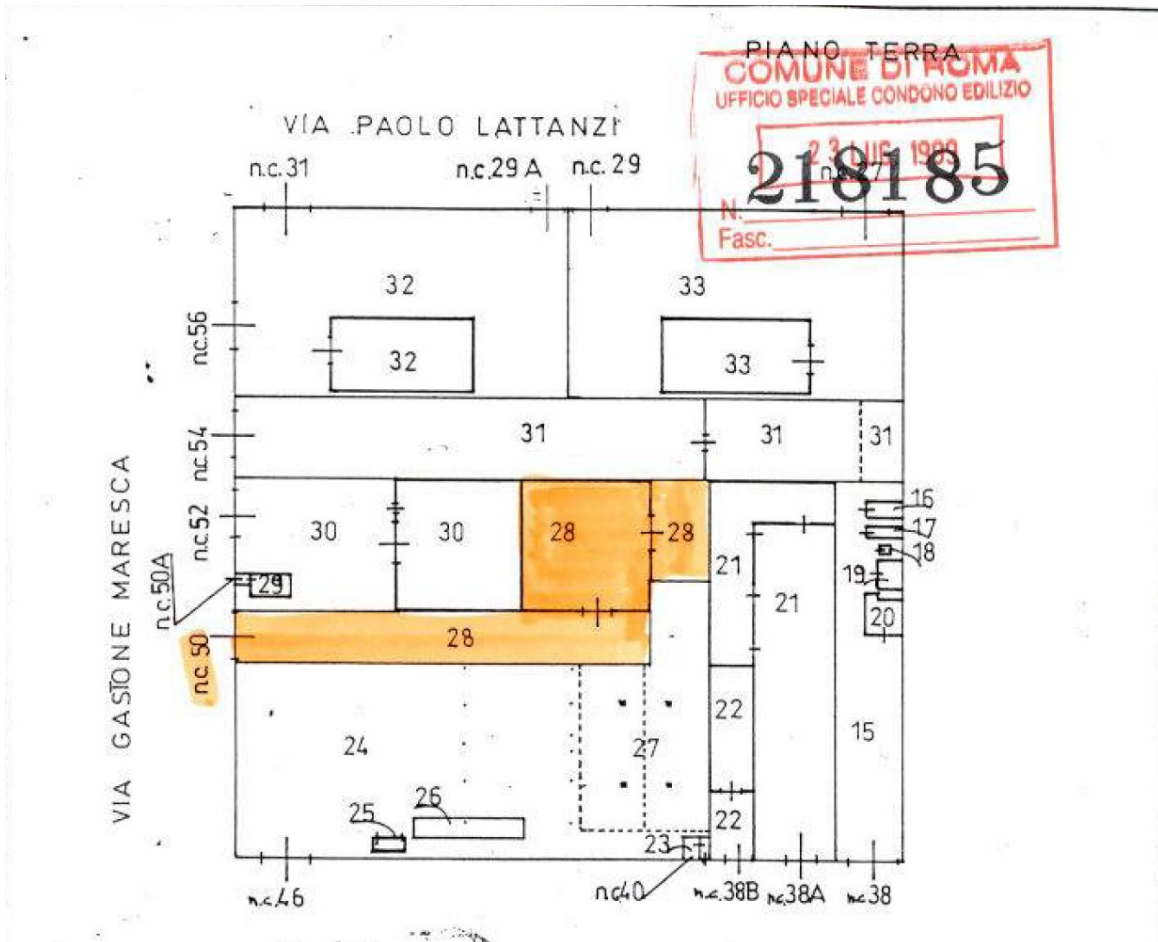 PIANO TERRA
COMUNE DI ROMA
UFFICIO SPECIALE CONDONO EDILIZIO
23 LUG 1999
218185
N.
Fasc.
VIA PAOLO LATTANZI
n.c.31
n.c.29 A
n.c. 29
32
33
n.c.56
32
33
n.c.54
31
31
31
VIA GASTONE MARESCA
n.c.52
30
30
28
28
21
21
16
17
18
19
20
n.c.50A
29
n.c. 50
28
24
27
22
15
25
26
22
23
n.c.46
n.c.40
n.c.38B
n.c.38A
n.c.38